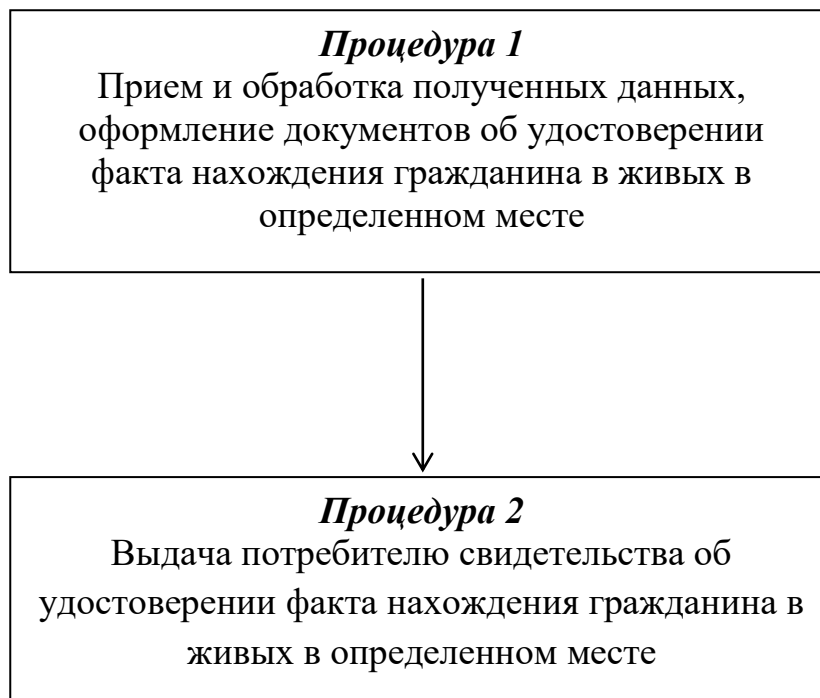 Процедура 1
Прием и обработка полученных данных,
оформление документов об удостоверении
факта нахождения гражданина в живых в
определенном месте
Процедура 2
Выдача потребителю свидетельства об
удостоверении факта нахождения гражданина в
живых в определенном месте